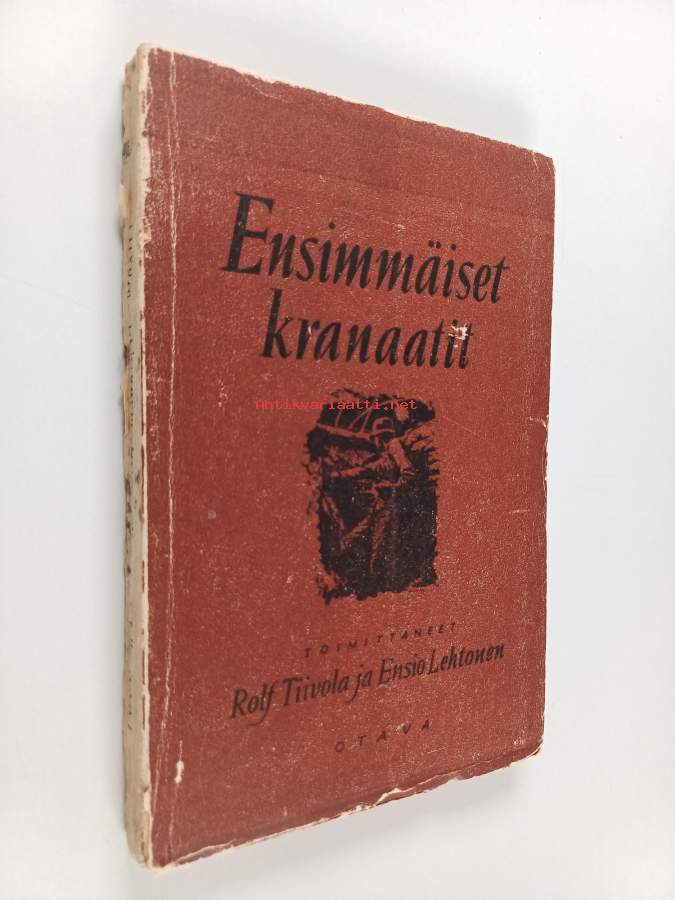 Ensimmäiset
kranaatit
Antikvariaatti.net
TOIMITTANEET
Rolf Tiivola ja Ensio Lehtonen
OTAVA